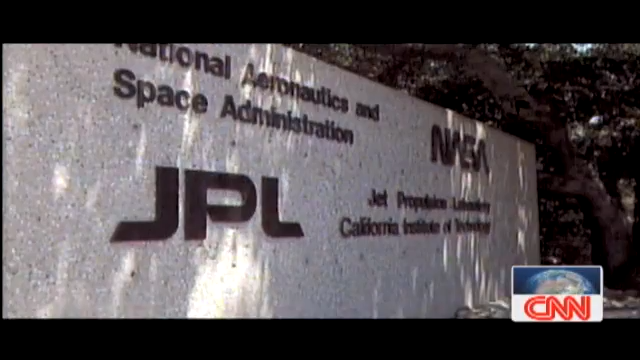 National Aeronautics and
Space Administration
NASA
JPL
Jet Propulsion Laboratory
California Institute of Technology
CNN